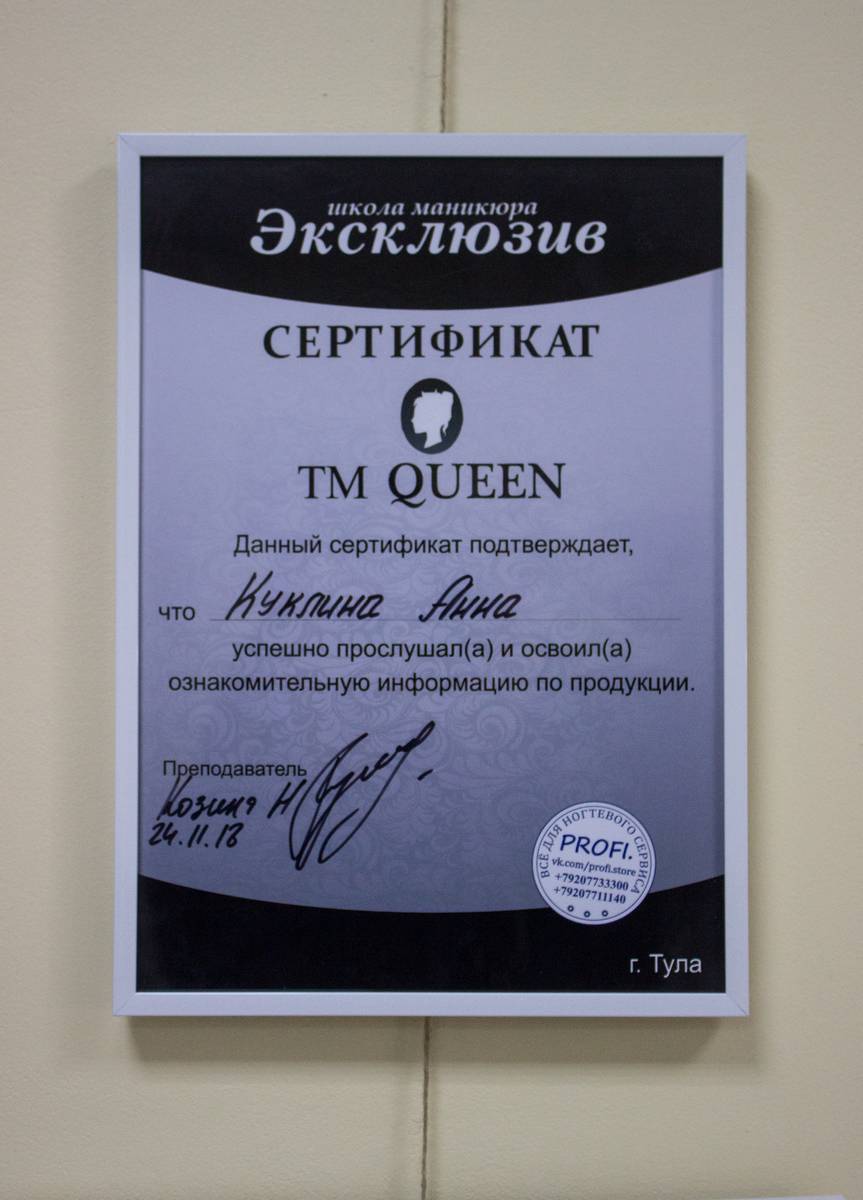 школа маникюра
Эксклюзив
СЕРТИФИКАТ
ТМ QUEEN
Данный сертификат подтверждает,
что Куклина Анна
успешно прослушал(а) и освоил(а)
ознакомительную информацию по продукции.
Преподаватель
Козина Н
24.11.18
ВСЁ ДЛЯ НОГТЕВОГО СЕРВИСА
PROFI.
vk.com/profi.store
+79207733300
+79207711140
г. Тула